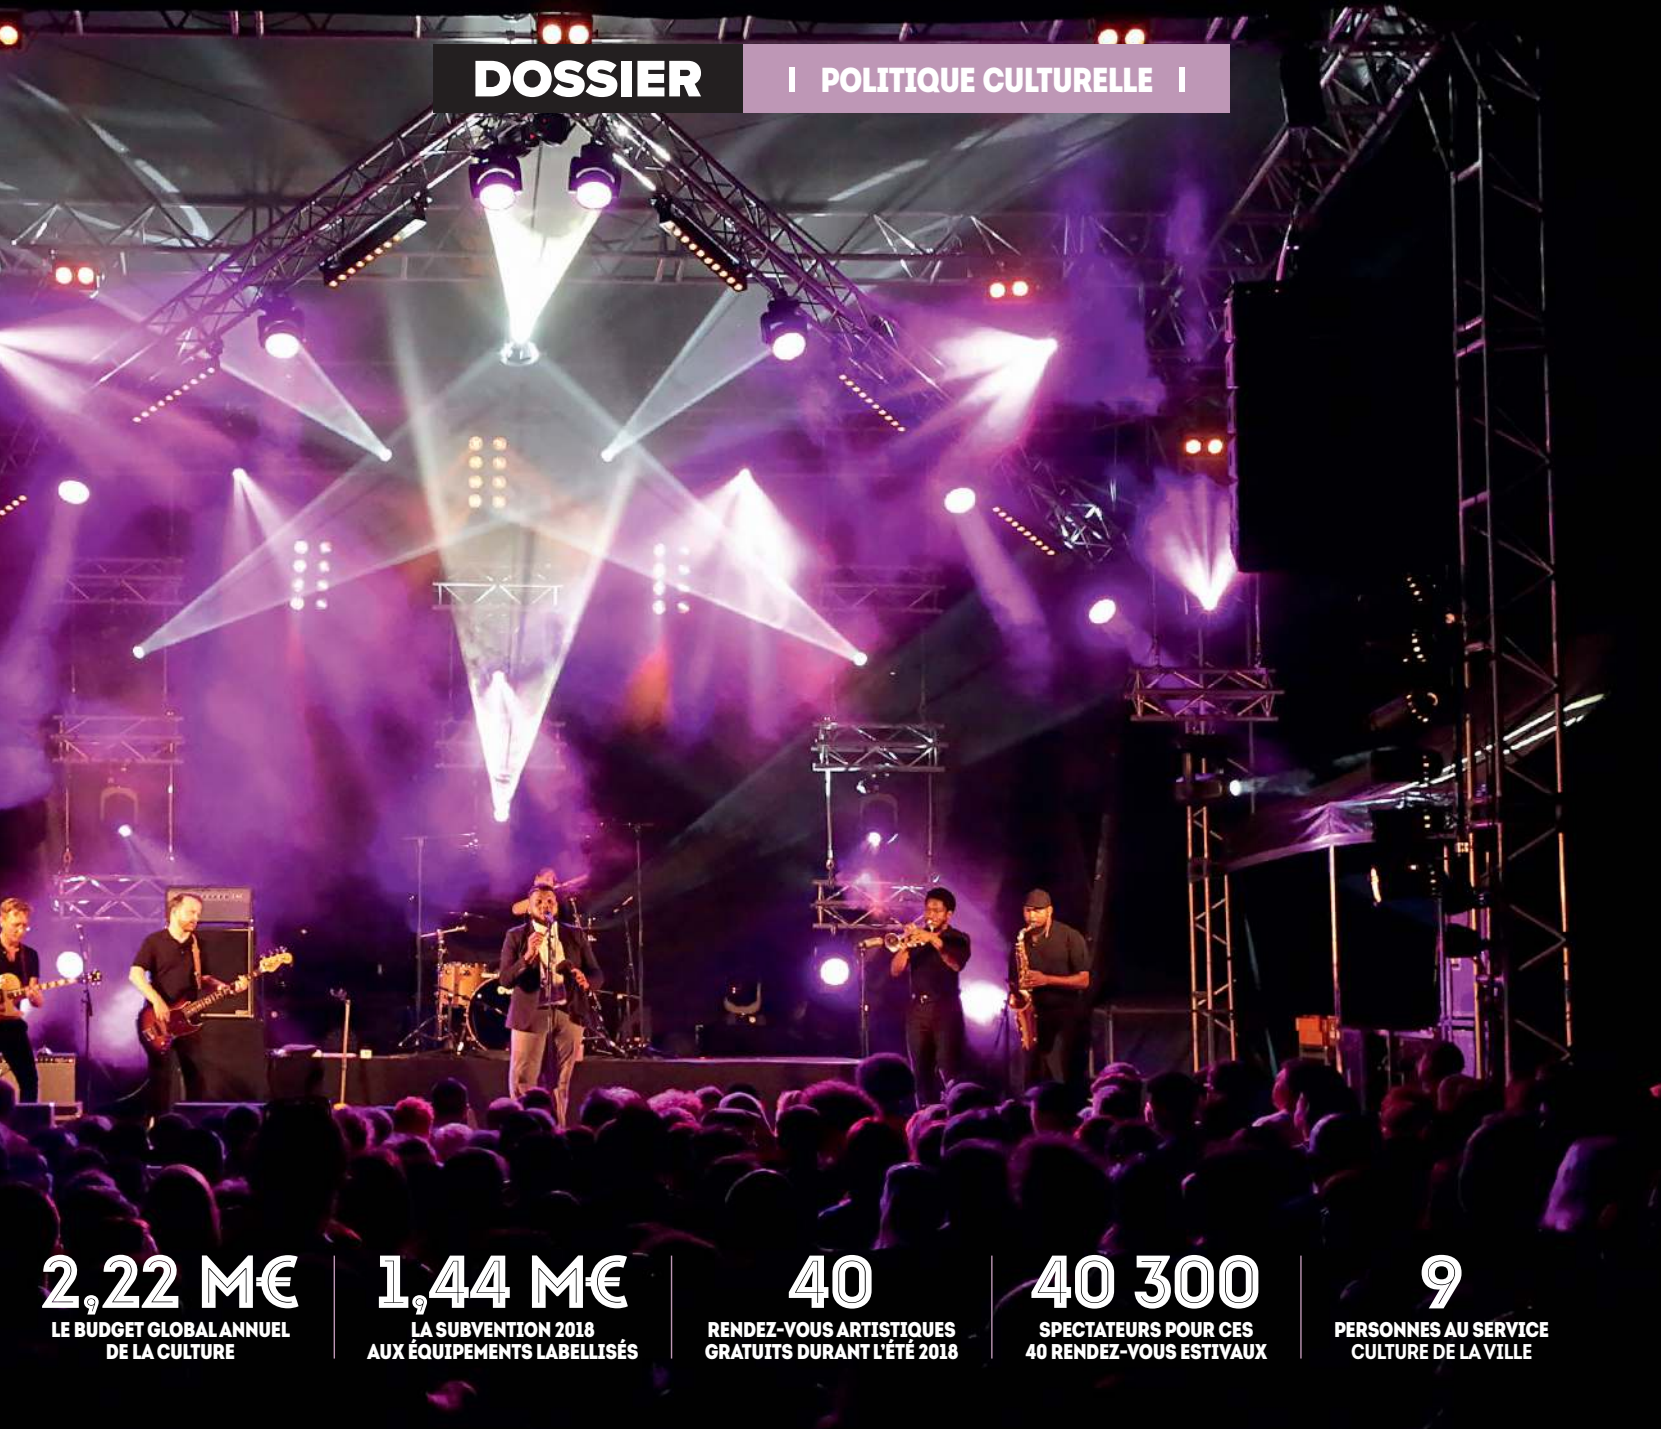 DOSSIER
POLITIQUE CULTURELLE
2,22 M€
LE BUDGET GLOBAL ANNUEL
DE LA CULTURE
1,44 M€
LA SUBVENTION 2018
AUX ÉQUIPEMENTS LABELLISÉS
40
RENDEZ-VOUS ARTISTIQUES
GRATUITS DURANT L'ÉTÉ 2018
40 300
SPECTATEURS POUR CES
40 RENDEZ-VOUS ESTIVAUX
9
PERSONNES AU SERVICE
CULTURE DE LA VILLE